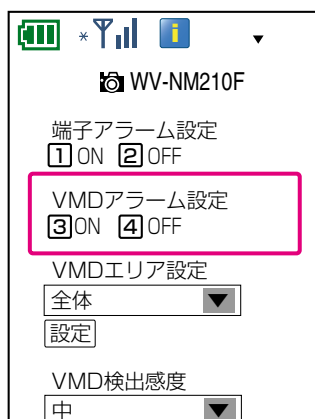 WV-NM210F
端子アラーム設定
1 ON 2 OFF
VMDアラーム設定
3 ON 4 OFF
VMDエリア設定
全体
設定
VMD検出感度
中